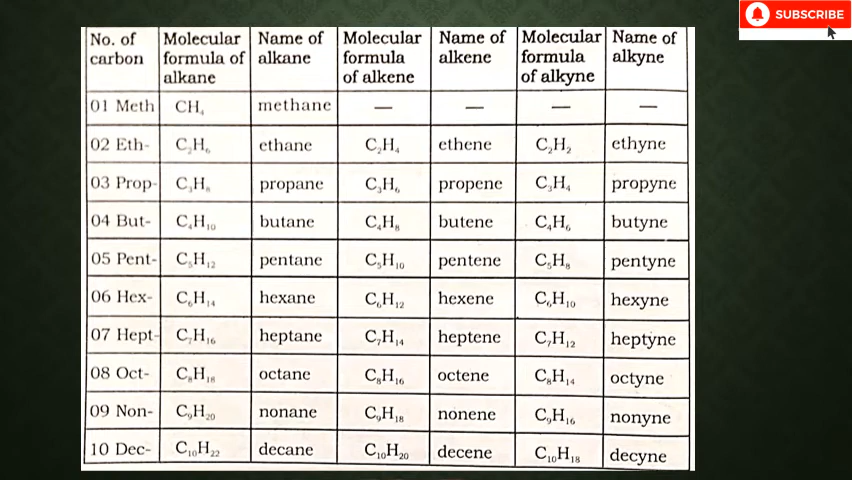 SUBSCRIBE
No. of carbon | Molecular formula of alkane | Name of alkane | Molecular formula of alkene | Name of alkene | Molecular formula of alkyne | Name of alkyne
01 Meth | CH₄ | methane | — | — | — | —
02 Eth- | C₂H₆ | ethane | C₂H₄ | ethene | C₂H₂ | ethyne
03 Prop- | C₃H₈ | propane | C₃H₆ | propene | C₃H₄ | propyne
04 But- | C₄H₁₀ | butane | C₄H₈ | butene | C₄H₆ | butyne
05 Pent- | C₅H₁₂ | pentane | C₅H₁₀ | pentene | C₅H₈ | pentyne
06 Hex- | C₆H₁₄ | hexane | C₆H₁₂ | hexene | C₆H₁₀ | hexyne
07 Hept- | C₇H₁₆ | heptane | C₇H₁₄ | heptene | C₇H₁₂ | heptyne
08 Oct- | C₈H₁₈ | octane | C₈H₁₆ | octene | C₈H₁₄ | octyne
09 Non- | C₉H₂₀ | nonane | C₉H₁₈ | nonene | C₉H₁₆ | nonyne
10 Dec- | C₁₀H₂₂ | decane | C₁₀H₂₀ | decene | C₁₀H₁₈ | decyne